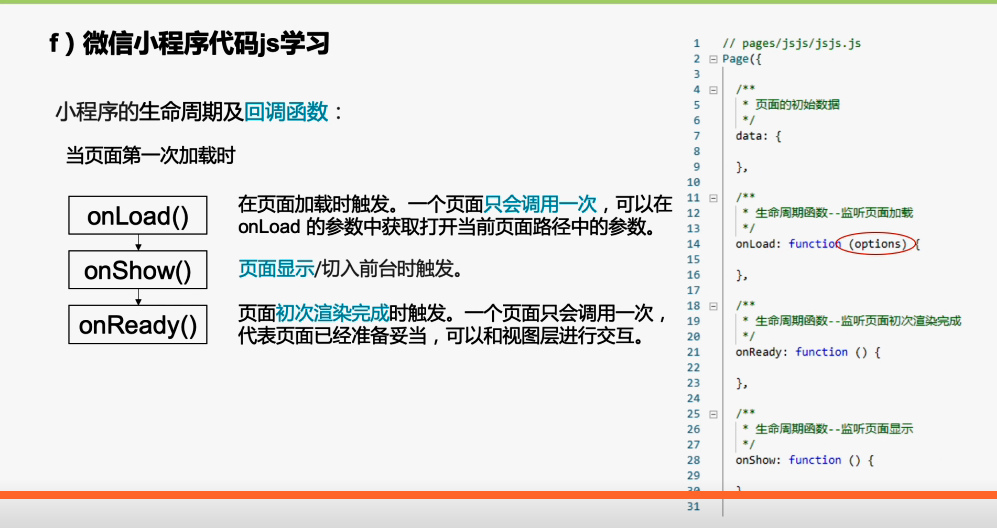 f）微信小程序代码js学习
小程序的生命周期及回调函数：
当页面第一次加载时
onLoad()
在页面加载时触发。一个页面只会调用一次，可以在
onLoad 的参数中获取打开当前页面路径中的参数。
onShow()
页面显示/切入前台时触发。
onReady()
页面初次渲染完成时触发。一个页面只会调用一次，
代表页面已经准备妥当，可以和视图层进行交互。
1 // pages/jsjs/jsjs.js
2 Page({
3
4 /**
5 * 页面的初始数据
6 */
7 data: {
8
9 },
10
11 /**
12 * 生命周期函数--监听页面加载
13 */
14 onLoad: function (options) {
15
16 },
17
18 /**
19 * 生命周期函数--监听页面初次渲染完成
20 */
21 onReady: function () {
22
23 },
24
25 /**
26 * 生命周期函数--监听页面显示
27 */
28 onShow: function () {
29
30 }
31